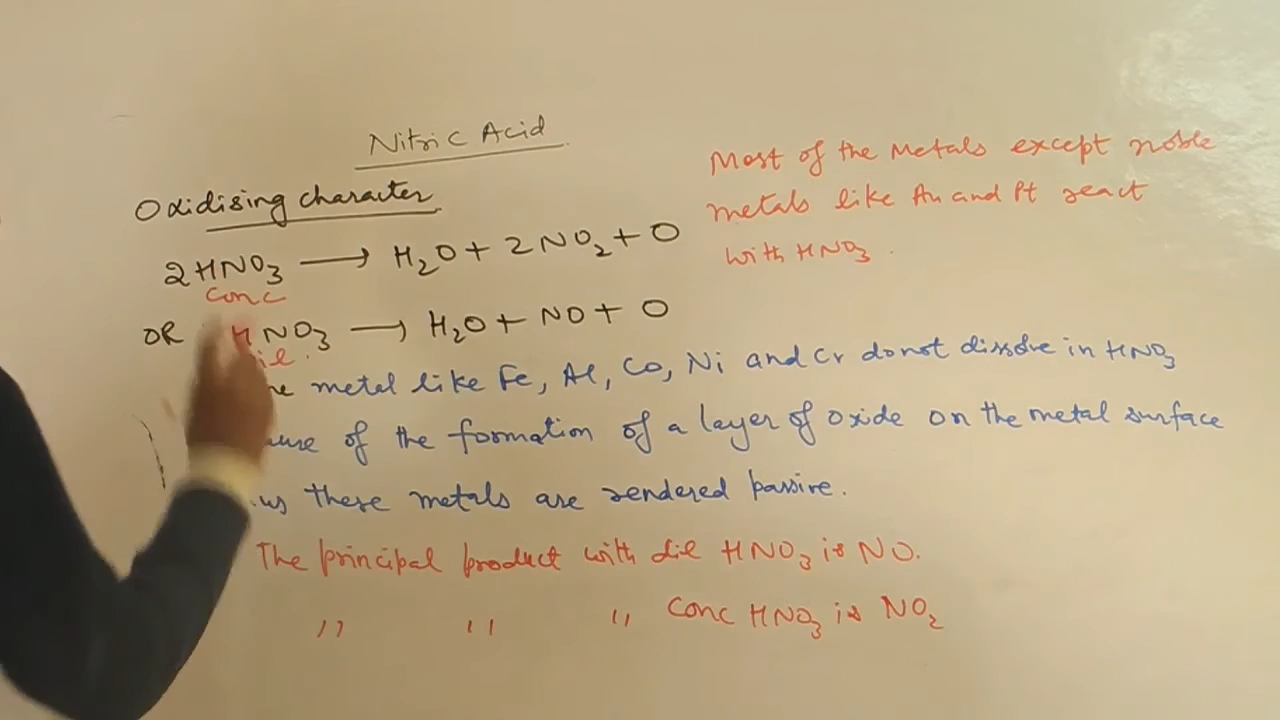 Nitric Acid
Oxidising character
2HNO₃ → H₂O + 2NO₂ + O
Conc
OR HNO₃ → H₂O + NO + O
metal like Fe, Al, Co, Ni and Cr do not dissolve in HNO₃
of the formation of a layer of oxide on the metal surface
these metals are rendered passive.
The principal product with dil HNO₃ is NO.
,, ,, ,, Conc HNO₃ is NO₂
Most of the Metals except noble
metals like Au and Pt react
with HNO₃.